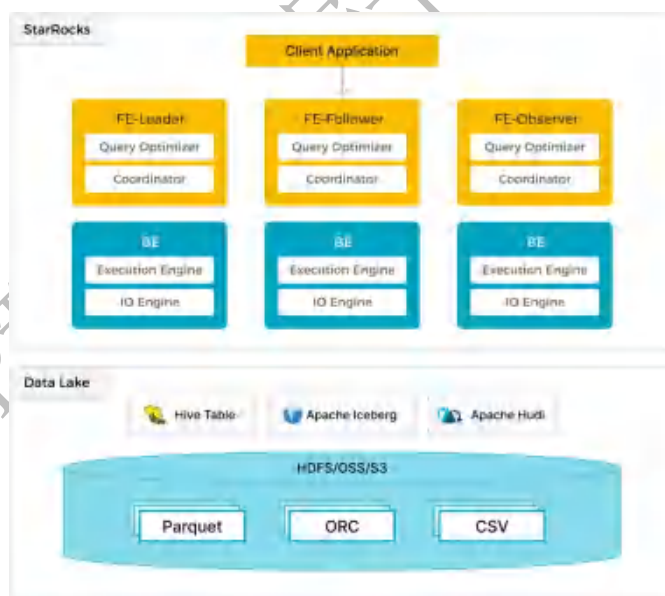 StarRocks
Client Application
FE-Leader FE-Follower FE-Observer
Query Optimizer Query Optimizer Query Optimizer
Coordinator Coordinator Coordinator
BE BE BE
Execution Engine Execution Engine Execution Engine
IO Engine IO Engine IO Engine
Data Lake
Hive Table Apache Iceberg Apache Hudi
HDFS/OSS/S3
Parquet ORC CSV